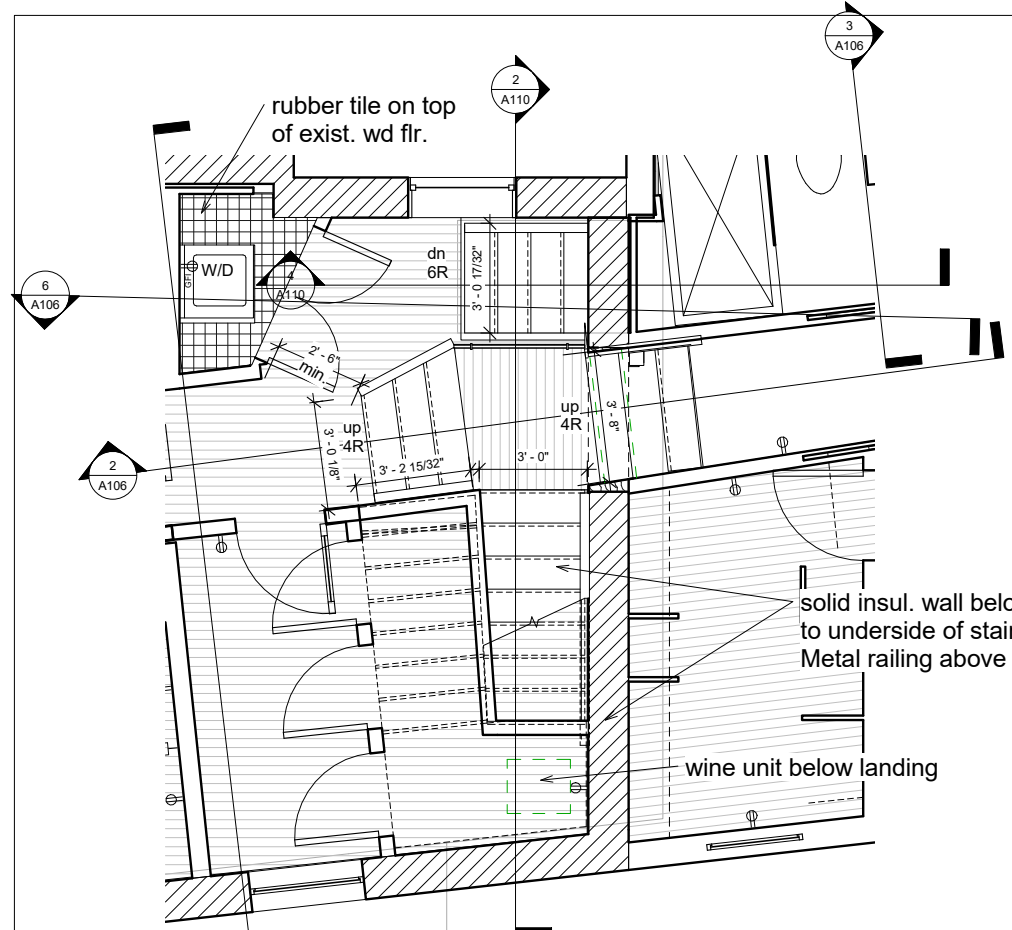 3
A106
2
A110
rubber tile on top
of exist. wd flr.
dn
6R
3' - 0 17/32"
W/D
GFI
4
A110
6
A106
2' - 6"
min.
up
4R
3' - 8"
up
4R
3' - 0 1/8"
3' - 2 15/32"
3' - 0"
2
A106
solid insul. wall belo
to underside of stair
Metal railing above
wine unit below landing